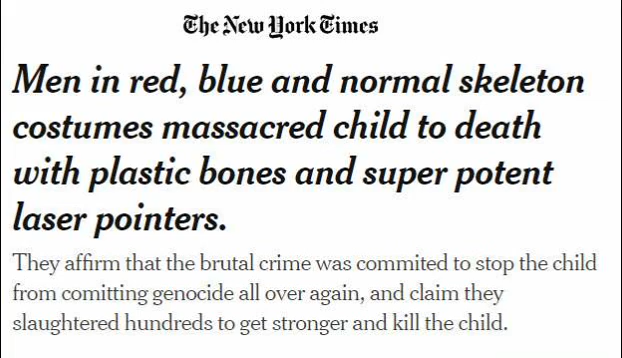 The New York Times
Men in red, blue and normal skeleton
costumes massacred child to death
with plastic bones and super potent
laser pointers.
They affirm that the brutal crime was commited to stop the child
from comitting genocide all over again, and claim they
slaughtered hundreds to get stronger and kill the child.